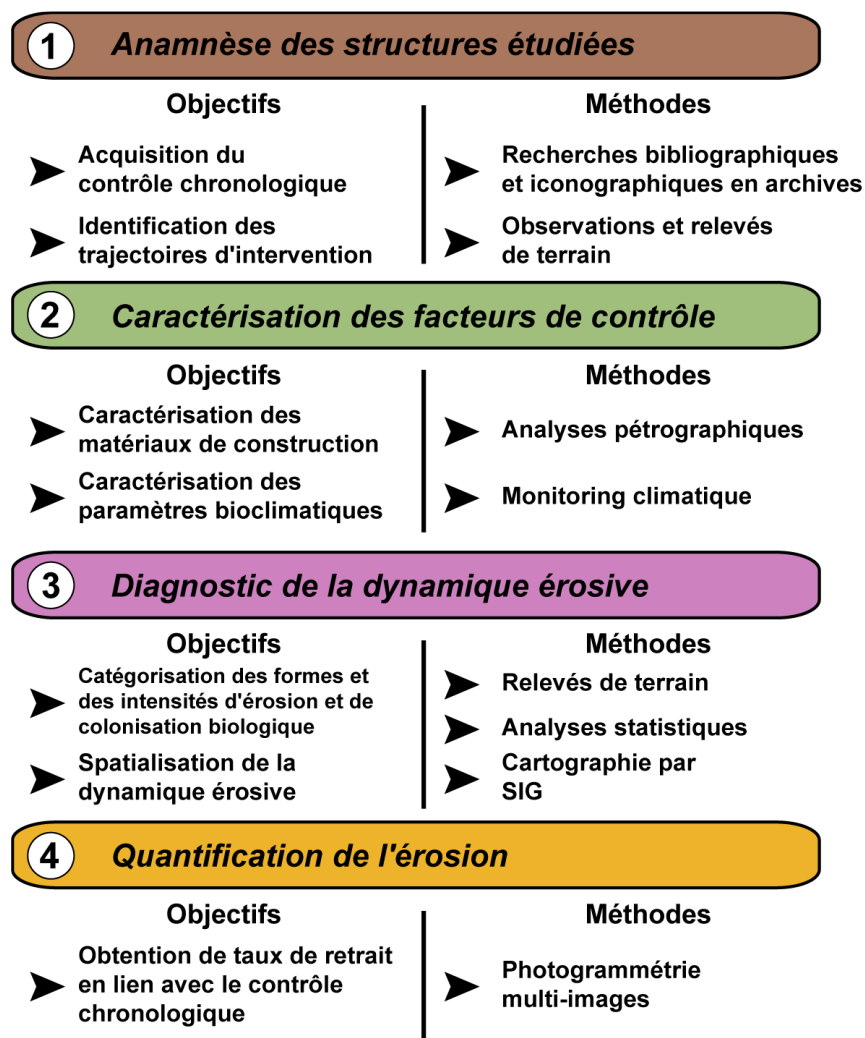 1 Anamnèse des structures étudiées
Objectifs
Acquisition du
contrôle chronologique
Identification des
trajectoires d'intervention
Méthodes
Recherches bibliographiques
et iconographiques en archives
Observations et relevés
de terrain
2 Caractérisation des facteurs de contrôle
Objectifs
Caractérisation des
matériaux de construction
Caractérisation des
paramètres bioclimatiques
Méthodes
Analyses pétrographiques
Monitoring climatique
3 Diagnostic de la dynamique érosive
Objectifs
Catégorisation des formes et
des intensités d'érosion et de
colonisation biologique
Spatialisation de la
dynamique érosive
Méthodes
Relevés de terrain
Analyses statistiques
Cartographie par
SIG
4 Quantification de l'érosion
Objectifs
Obtention de taux de retrait
en lien avec le contrôle
chronologique
Méthodes
Photogrammétrie
multi-images